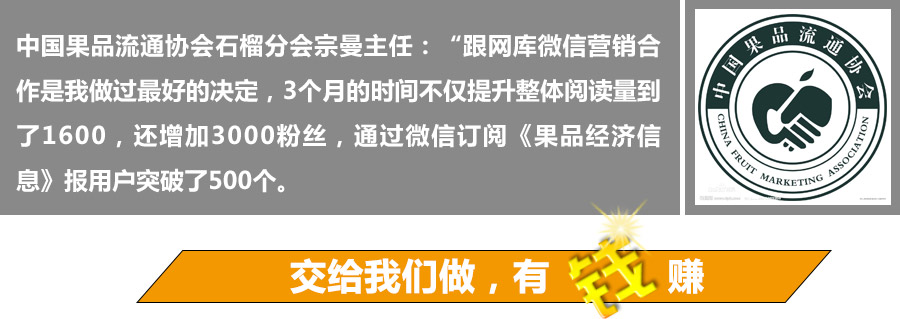 中国果品流通协会石榴分会宗曼主任：“跟网库微信营销合
作是我做过最好的决定，3个月的时间不仅提升整体阅读量到
了1600，还增加3000粉丝，通过微信订阅《果品经济信
息》报用户突破了500个。
中国果品流通协会
CHINA FRUIT MARKETING ASSOCIATION
交给我们做，有钱赚